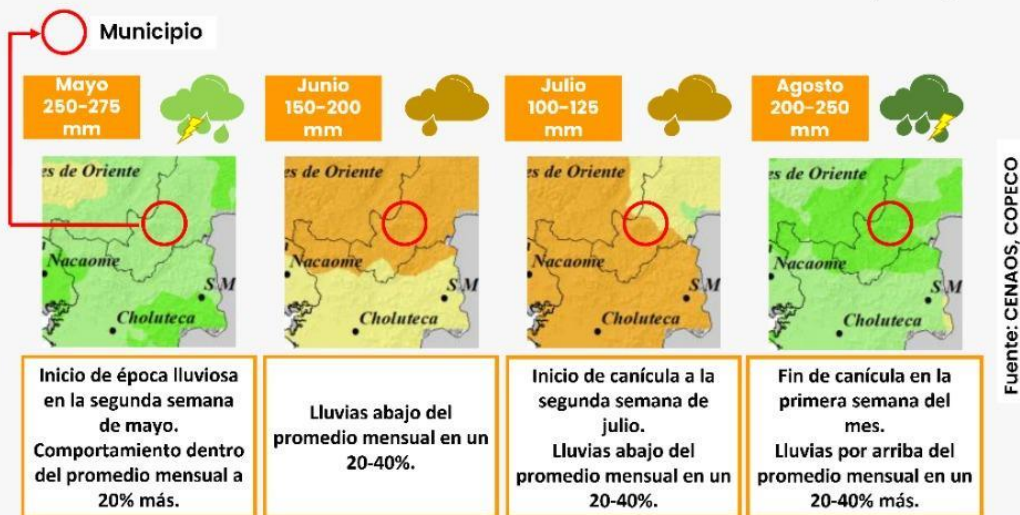 Municipio
Mayo
250-275
mm
Junio
150-200
mm
Julio
100-125
mm
Agosto
200-250
mm
es de Oriente
Nacaome
S.M
Choluteca
es de Oriente
Nacaome
S.M
Choluteca
es de Oriente
Nacaome
S.M
Choluteca
es de Oriente
Nacaome
S.M
Choluteca
Inicio de época lluviosa
en la segunda semana
de mayo.
Comportamiento dentro
del promedio mensual a
20% más.
Lluvias abajo del
promedio mensual en un
20-40%.
Inicio de canícula a la
segunda semana de
julio.
Lluvias abajo del
promedio mensual en un
20-40%.
Fin de canícula en la
primera semana del
mes.
Lluvias por arriba del
promedio mensual en un
20-40% más.
Fuente: CENAOS, COPECO